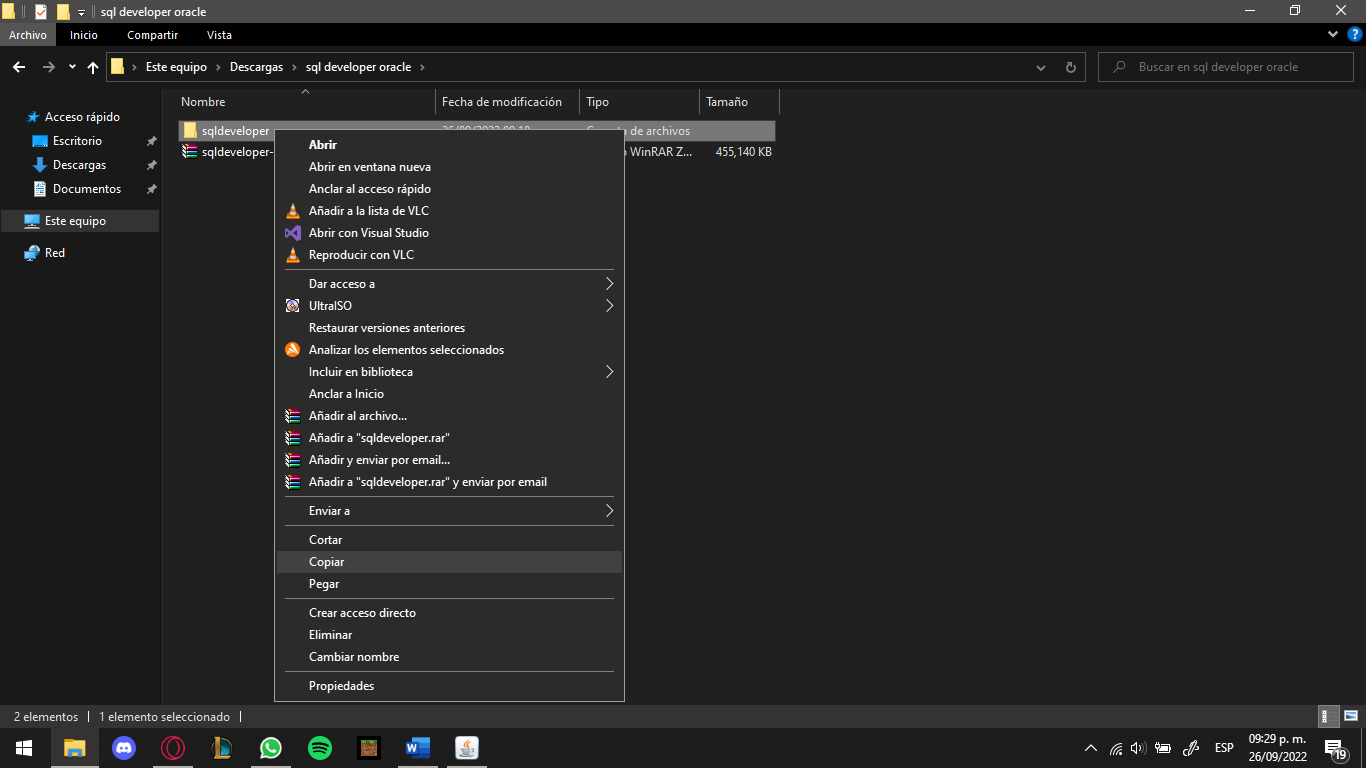 sql developer oracle
Archivo Inicio Compartir Vista
Este equipo Descargas sql developer oracle
Buscar en sql developer oracle
Nombre Fecha de modificación Tipo Tamaño
Acceso rápido
Escritorio
Descargas
Documentos
Este equipo
Red
sqldeveloper de archivos
sqldeveloper- WinRAR Z... 455,140 KB
Abrir
Abrir en ventana nueva
Anclar al acceso rápido
Añadir a la lista de VLC
Abrir con Visual Studio
Reproducir con VLC
Dar acceso a
UltraISO
Restaurar versiones anteriores
Analizar los elementos seleccionados
Incluir en biblioteca
Anclar a Inicio
Añadir al archivo...
Añadir a "sqldeveloper.rar"
Añadir y enviar por email...
Añadir a "sqldeveloper.rar" y enviar por email
Enviar a
Cortar
Copiar
Pegar
Crear acceso directo
Eliminar
Cambiar nombre
Propiedades
2 elementos 1 elemento seleccionado
ESP
09:29 p. m.
26/09/2022
19